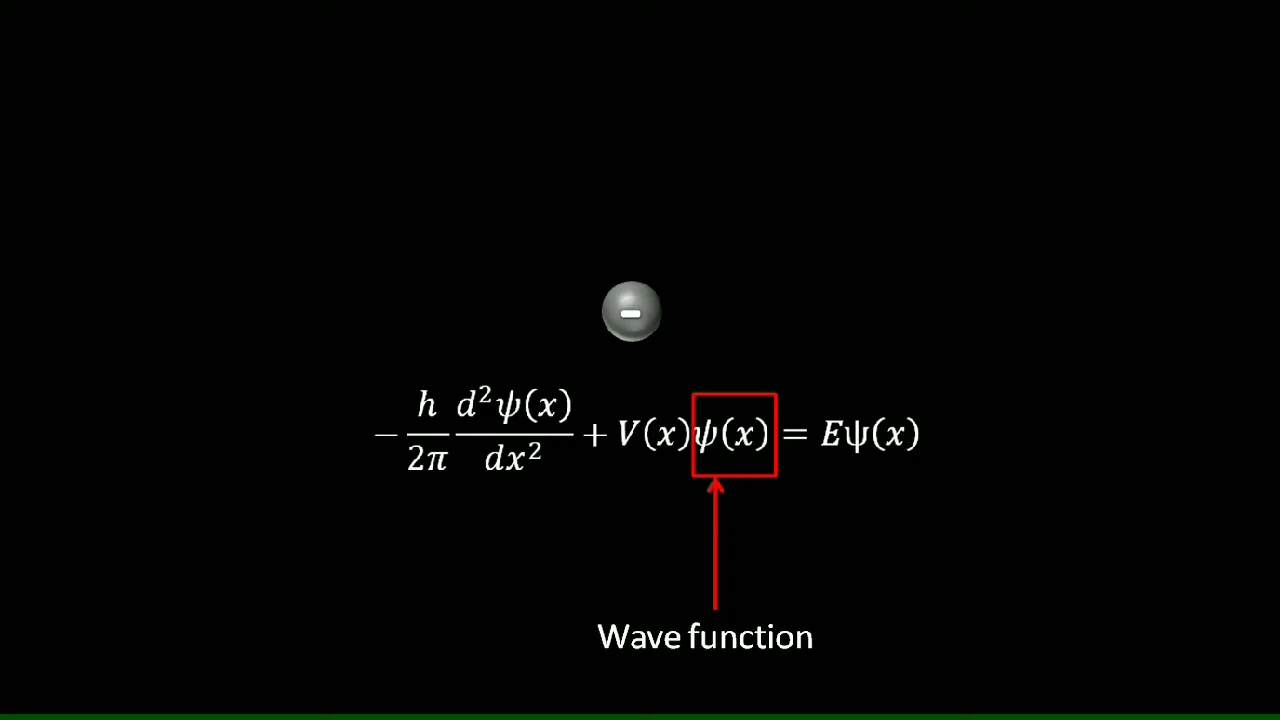 -
− h/2π d²ψ(x)/dx² + V(x)ψ(x) = Eψ(x)
Wave function